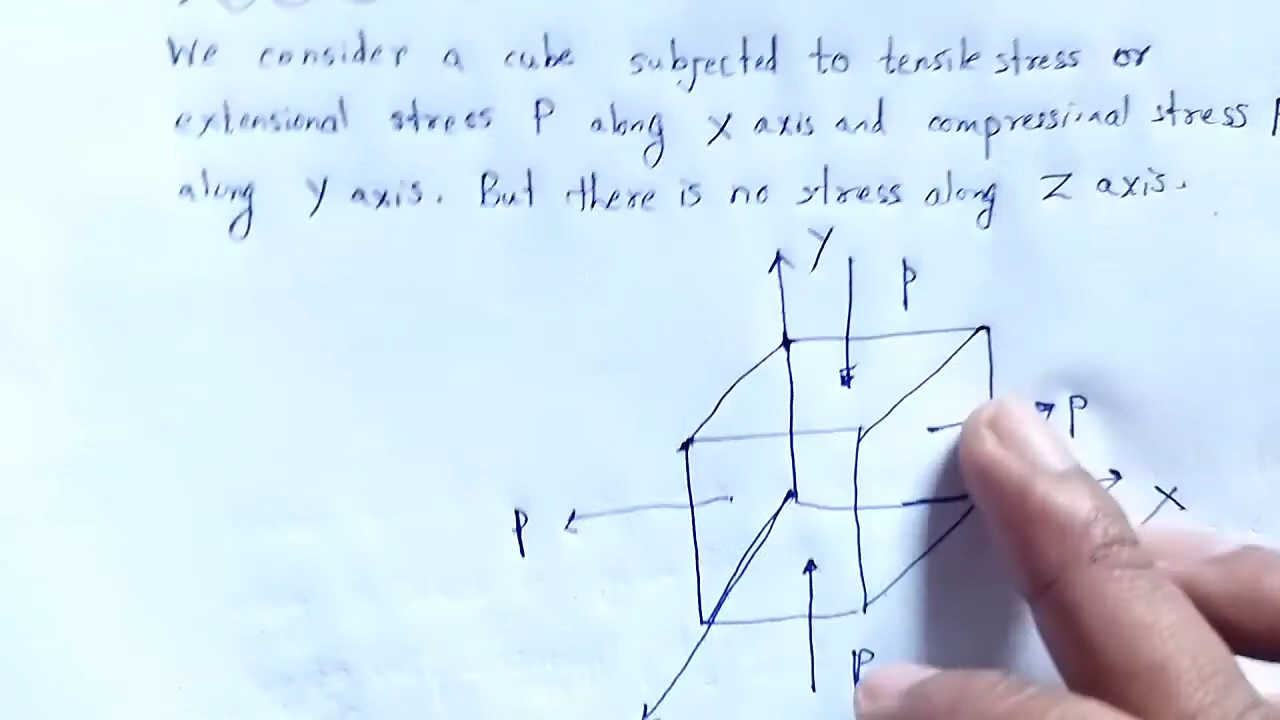 We consider a cube subjected to tensile stress or
extensional stress P along X axis and compressional stress P
along Y axis. But there is no stress along Z axis.
Y
P
P
X
P
P